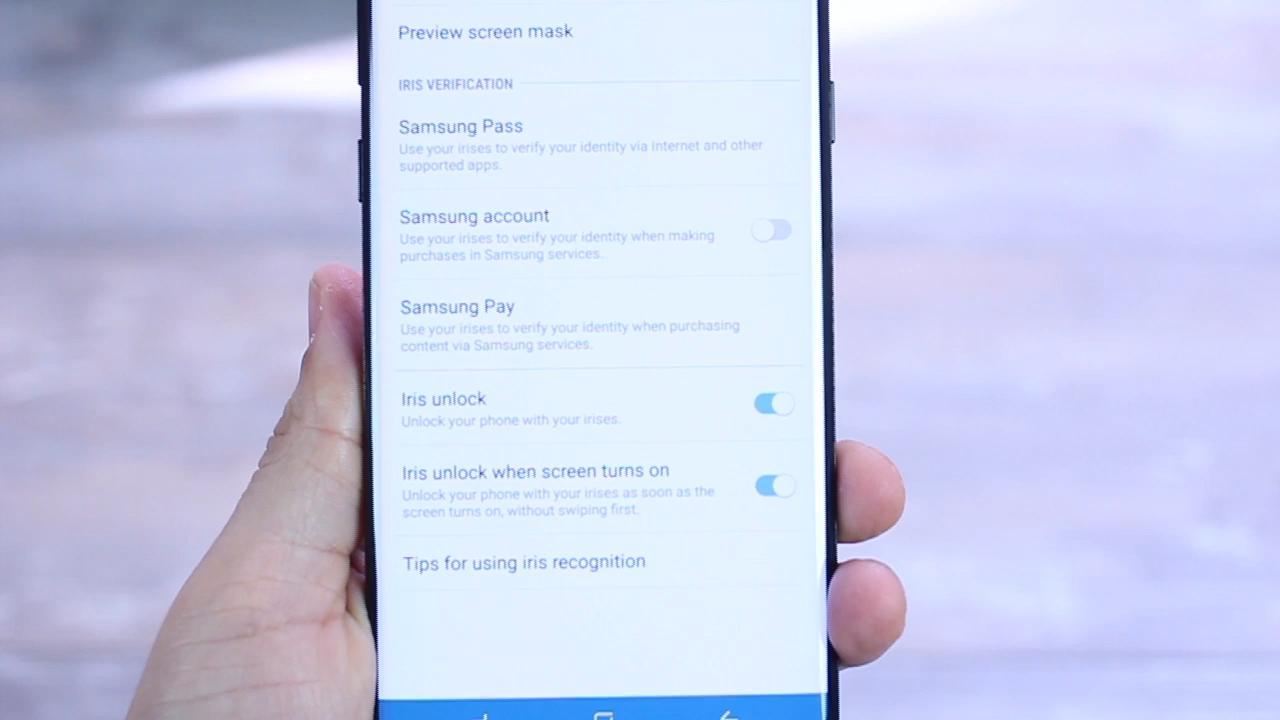 Preview screen mask
IRIS VERIFICATION
Samsung Pass
Use your irises to verify your identity via Internet and other
supported apps.
Samsung account
Use your irises to verify your identity when making
purchases in Samsung services.
Samsung Pay
Use your irises to verify your identity when purchasing
content via Samsung services.
Iris unlock
Unlock your phone with your irises.
Iris unlock when screen turns on
Unlock your phone with your irises as soon as the
screen turns on, without swiping first.
Tips for using iris recognition